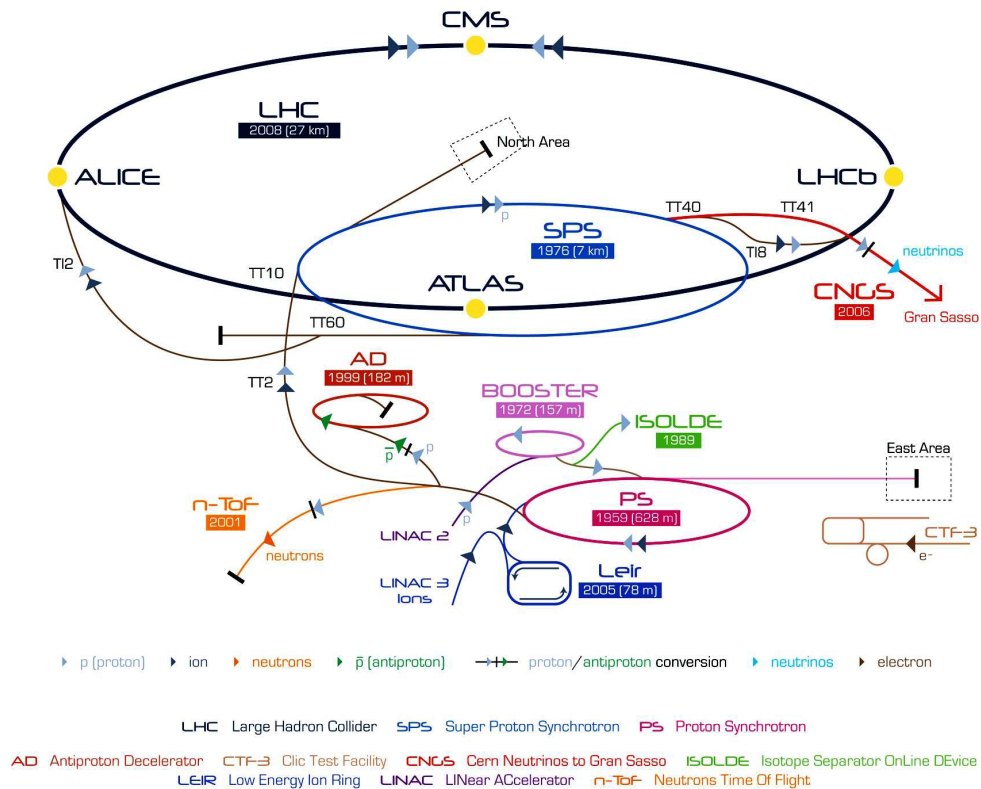 CMS
LHC
2008 (27 km)
North Area
ALICE
LHCb
TT40
TT41
SPS
1976 (7 km)
p
TI8
neutrinos
TI2
TT10
ATLAS
CNGS
2006
Gran Sasso
TT60
AD
1999 (182 m)
TT2
BOOSTER
1972 (157 m)
ISOLDE
1989
p̄
p
East Area
n-ToF
2001
PS
1959 (628 m)
LINAC 2
p
neutrons
CTF3
e-
LINAC 3
Ions
Leir
2005 (78 m)
p (proton)
ion
neutrons
p̄ (antiproton)
proton/antiproton conversion
neutrinos
electron
LHC Large Hadron Collider SPS Super Proton Synchrotron PS Proton Synchrotron
AD Antiproton Decelerator CTF3 Clic Test Facility CNGS Cern Neutrinos to Gran Sasso ISOLDE Isotope Separator OnLine DEvice
LEIR Low Energy Ion Ring LINAC LINear ACcelerator n-ToF Neutrons Time Of Flight